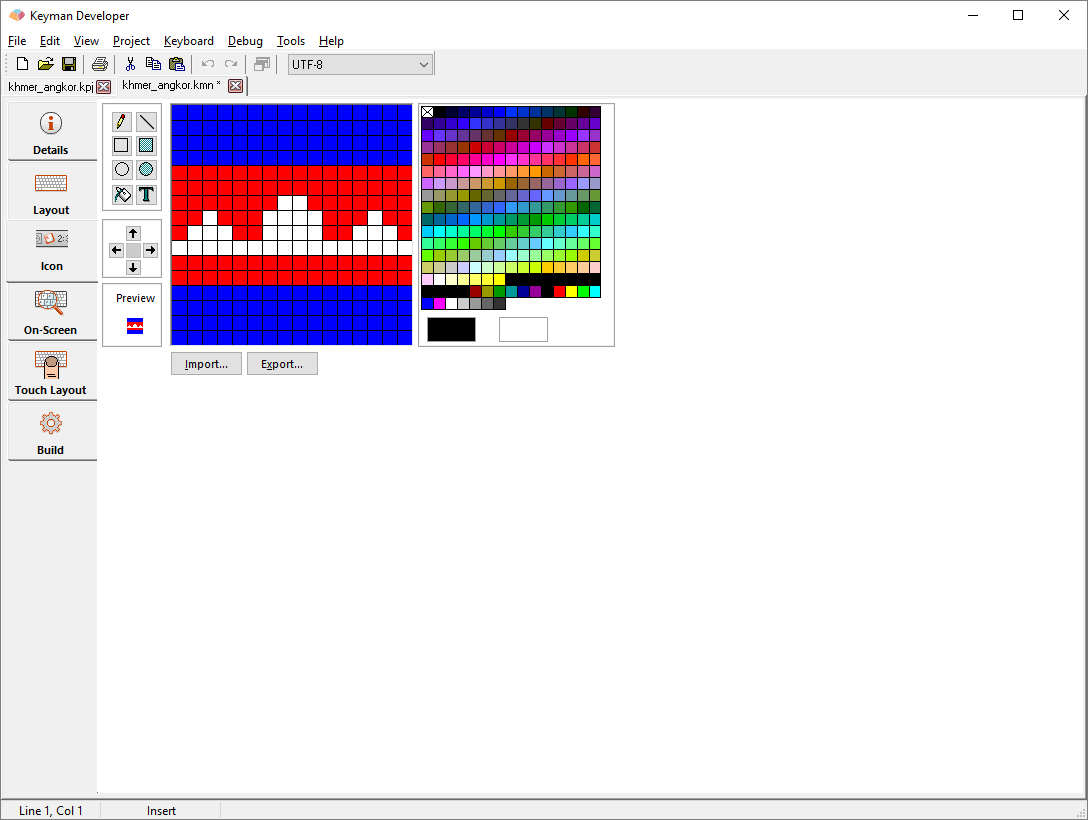 Keyman Developer
File Edit View Project Keyboard Debug Tools Help
UTF-8
khmer_angkor.kpj khmer_angkor.kmn *
Details
Layout
Icon
On-Screen
Touch Layout
Build
T
Preview
Import... Export...
Line 1, Col 1 Insert